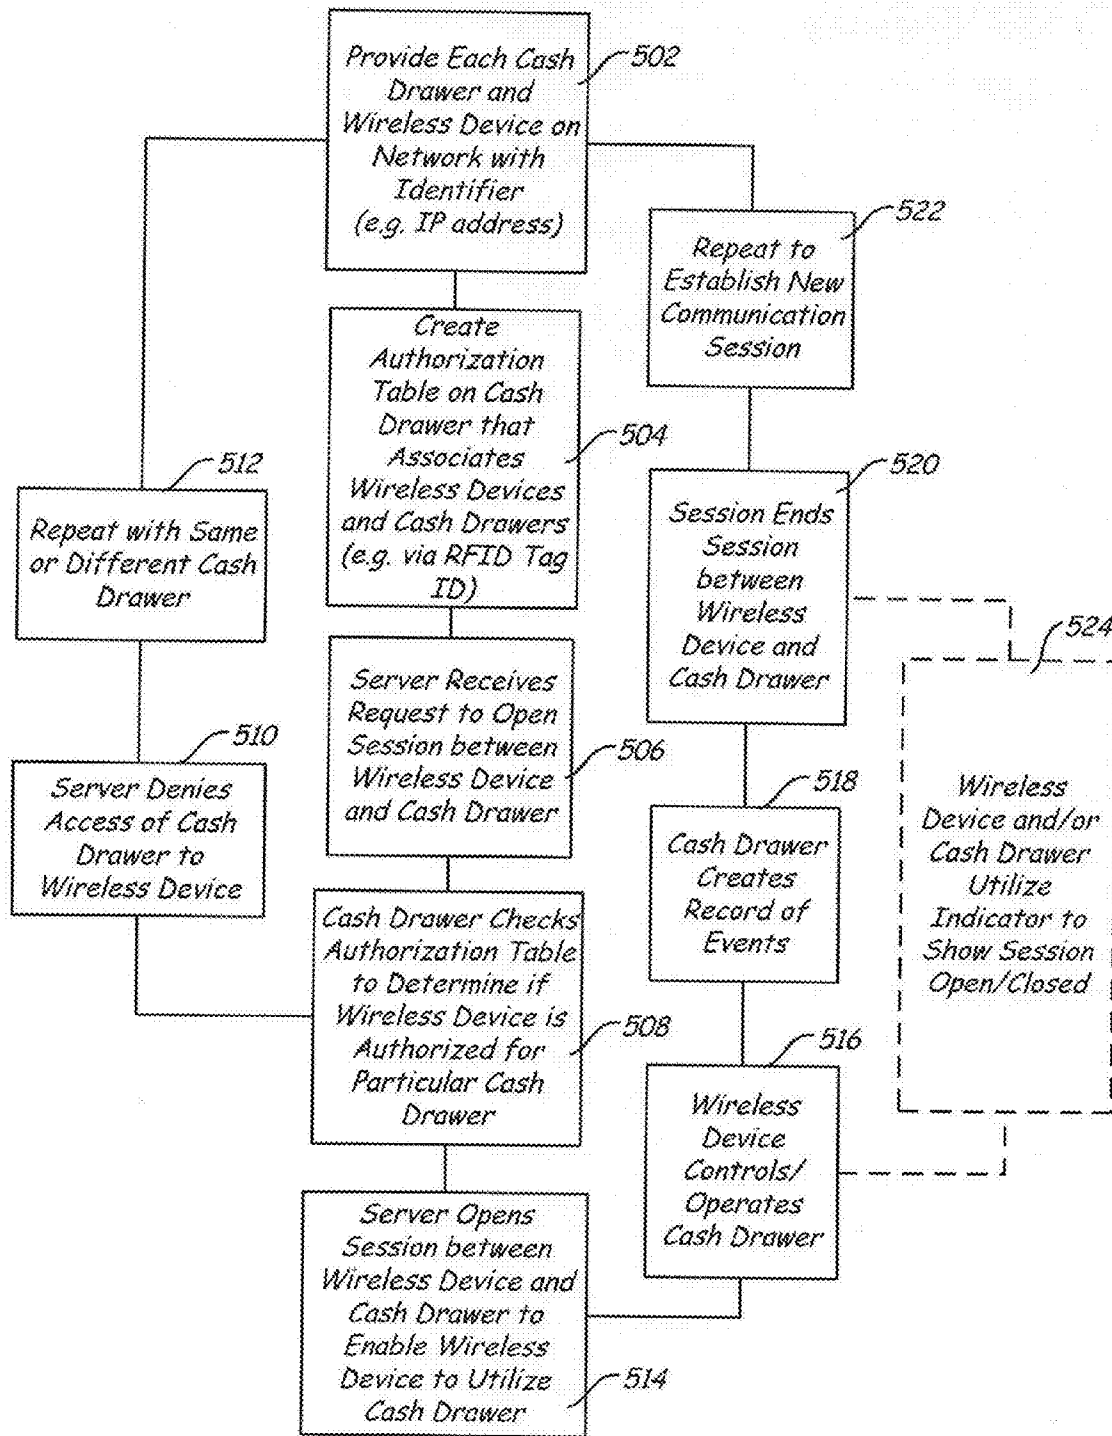 Provide Each Cash
Drawer and
Wireless Device on
Network with
Identifier
(e.g. IP address)
502
Create
Authorization
Table on Cash
Drawer that
Associates
Wireless Devices
and Cash Drawers
(e.g. via RFID Tag
ID)
504
Server Receives
Request to Open
Session between
Wireless Device
and Cash Drawer
506
Cash Drawer Checks
Authorization Table
to Determine if
Wireless Device is
Authorized for
Particular Cash
Drawer
508
Server Denies
Access of Cash
Drawer to
Wireless Device
510
Repeat with Same
or Different Cash
Drawer
512
Server Opens
Session between
Wireless Device and
Cash Drawer to
Enable Wireless
Device to Utilize
Cash Drawer
514
Wireless
Device
Controls/
Operates
Cash Drawer
516
Cash Drawer
Creates
Record of
Events
518
Session Ends
Session
between
Wireless
Device and
Cash Drawer
520
Repeat to
Establish New
Communication
Session
522
Wireless
Device and/or
Cash Drawer
Utilize
Indicator to
Show Session
Open/Closed
524